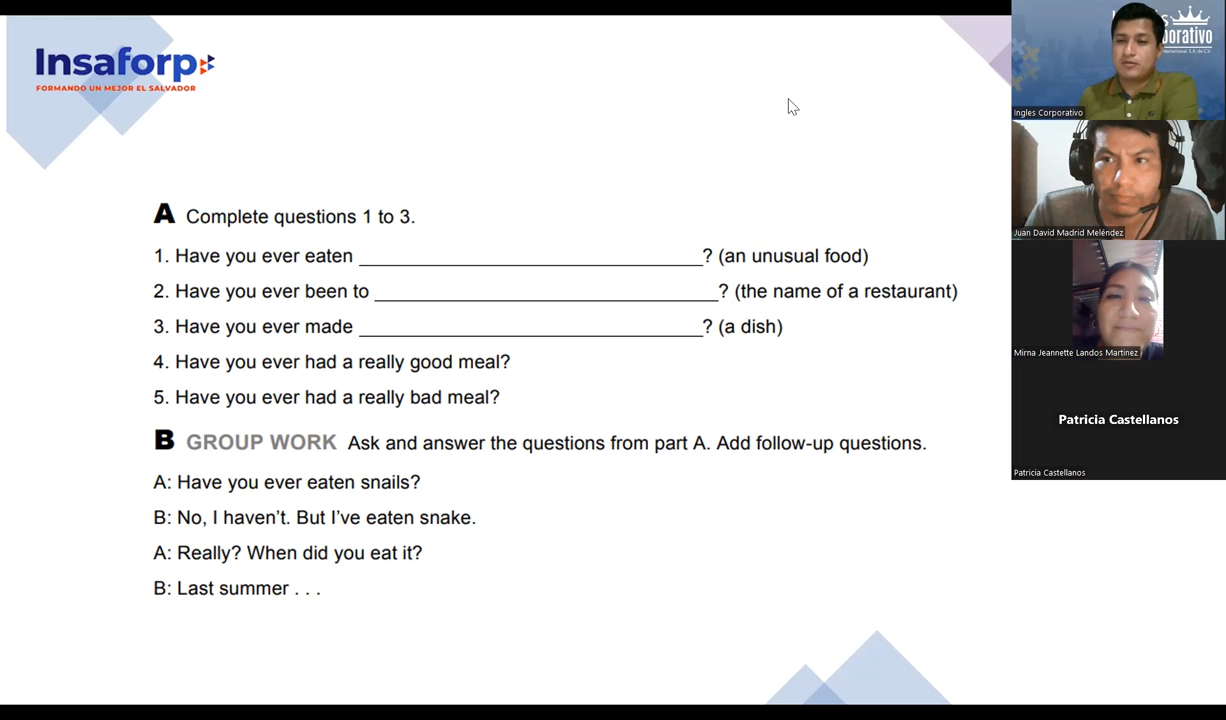 Insaforp
FORMANDO UN MEJOR EL SALVADOR
A Complete questions 1 to 3.
1. Have you ever eaten ______________________________? (an unusual food)
2. Have you ever been to ______________________________? (the name of a restaurant)
3. Have you ever made ______________________________? (a dish)
4. Have you ever had a really good meal?
5. Have you ever had a really bad meal?
B GROUP WORK Ask and answer the questions from part A. Add follow-up questions.
A: Have you ever eaten snails?
B: No, I haven't. But I've eaten snake.
A: Really? When did you eat it?
B: Last summer . . .
Ingles Corporativo
Juan David Madrid Meléndez
Mirna Jeannette Landos Martinez
Patricia Castellanos
Patricia Castellanos